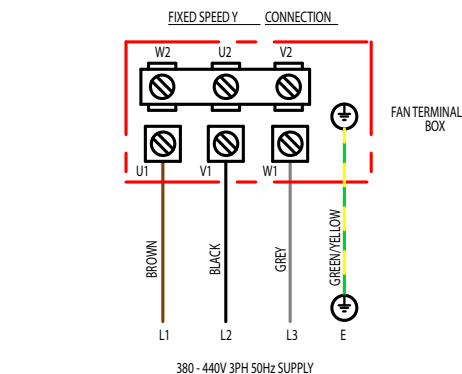 FIXED SPEED Y CONNECTION
W2 U2 V2
FAN TERMINAL
BOX
U1 V1 W1
BROWN
BLACK
GREY
GREEN/YELLOW
L1 L2 L3 E
380 - 440V 3PH 50Hz SUPPLY